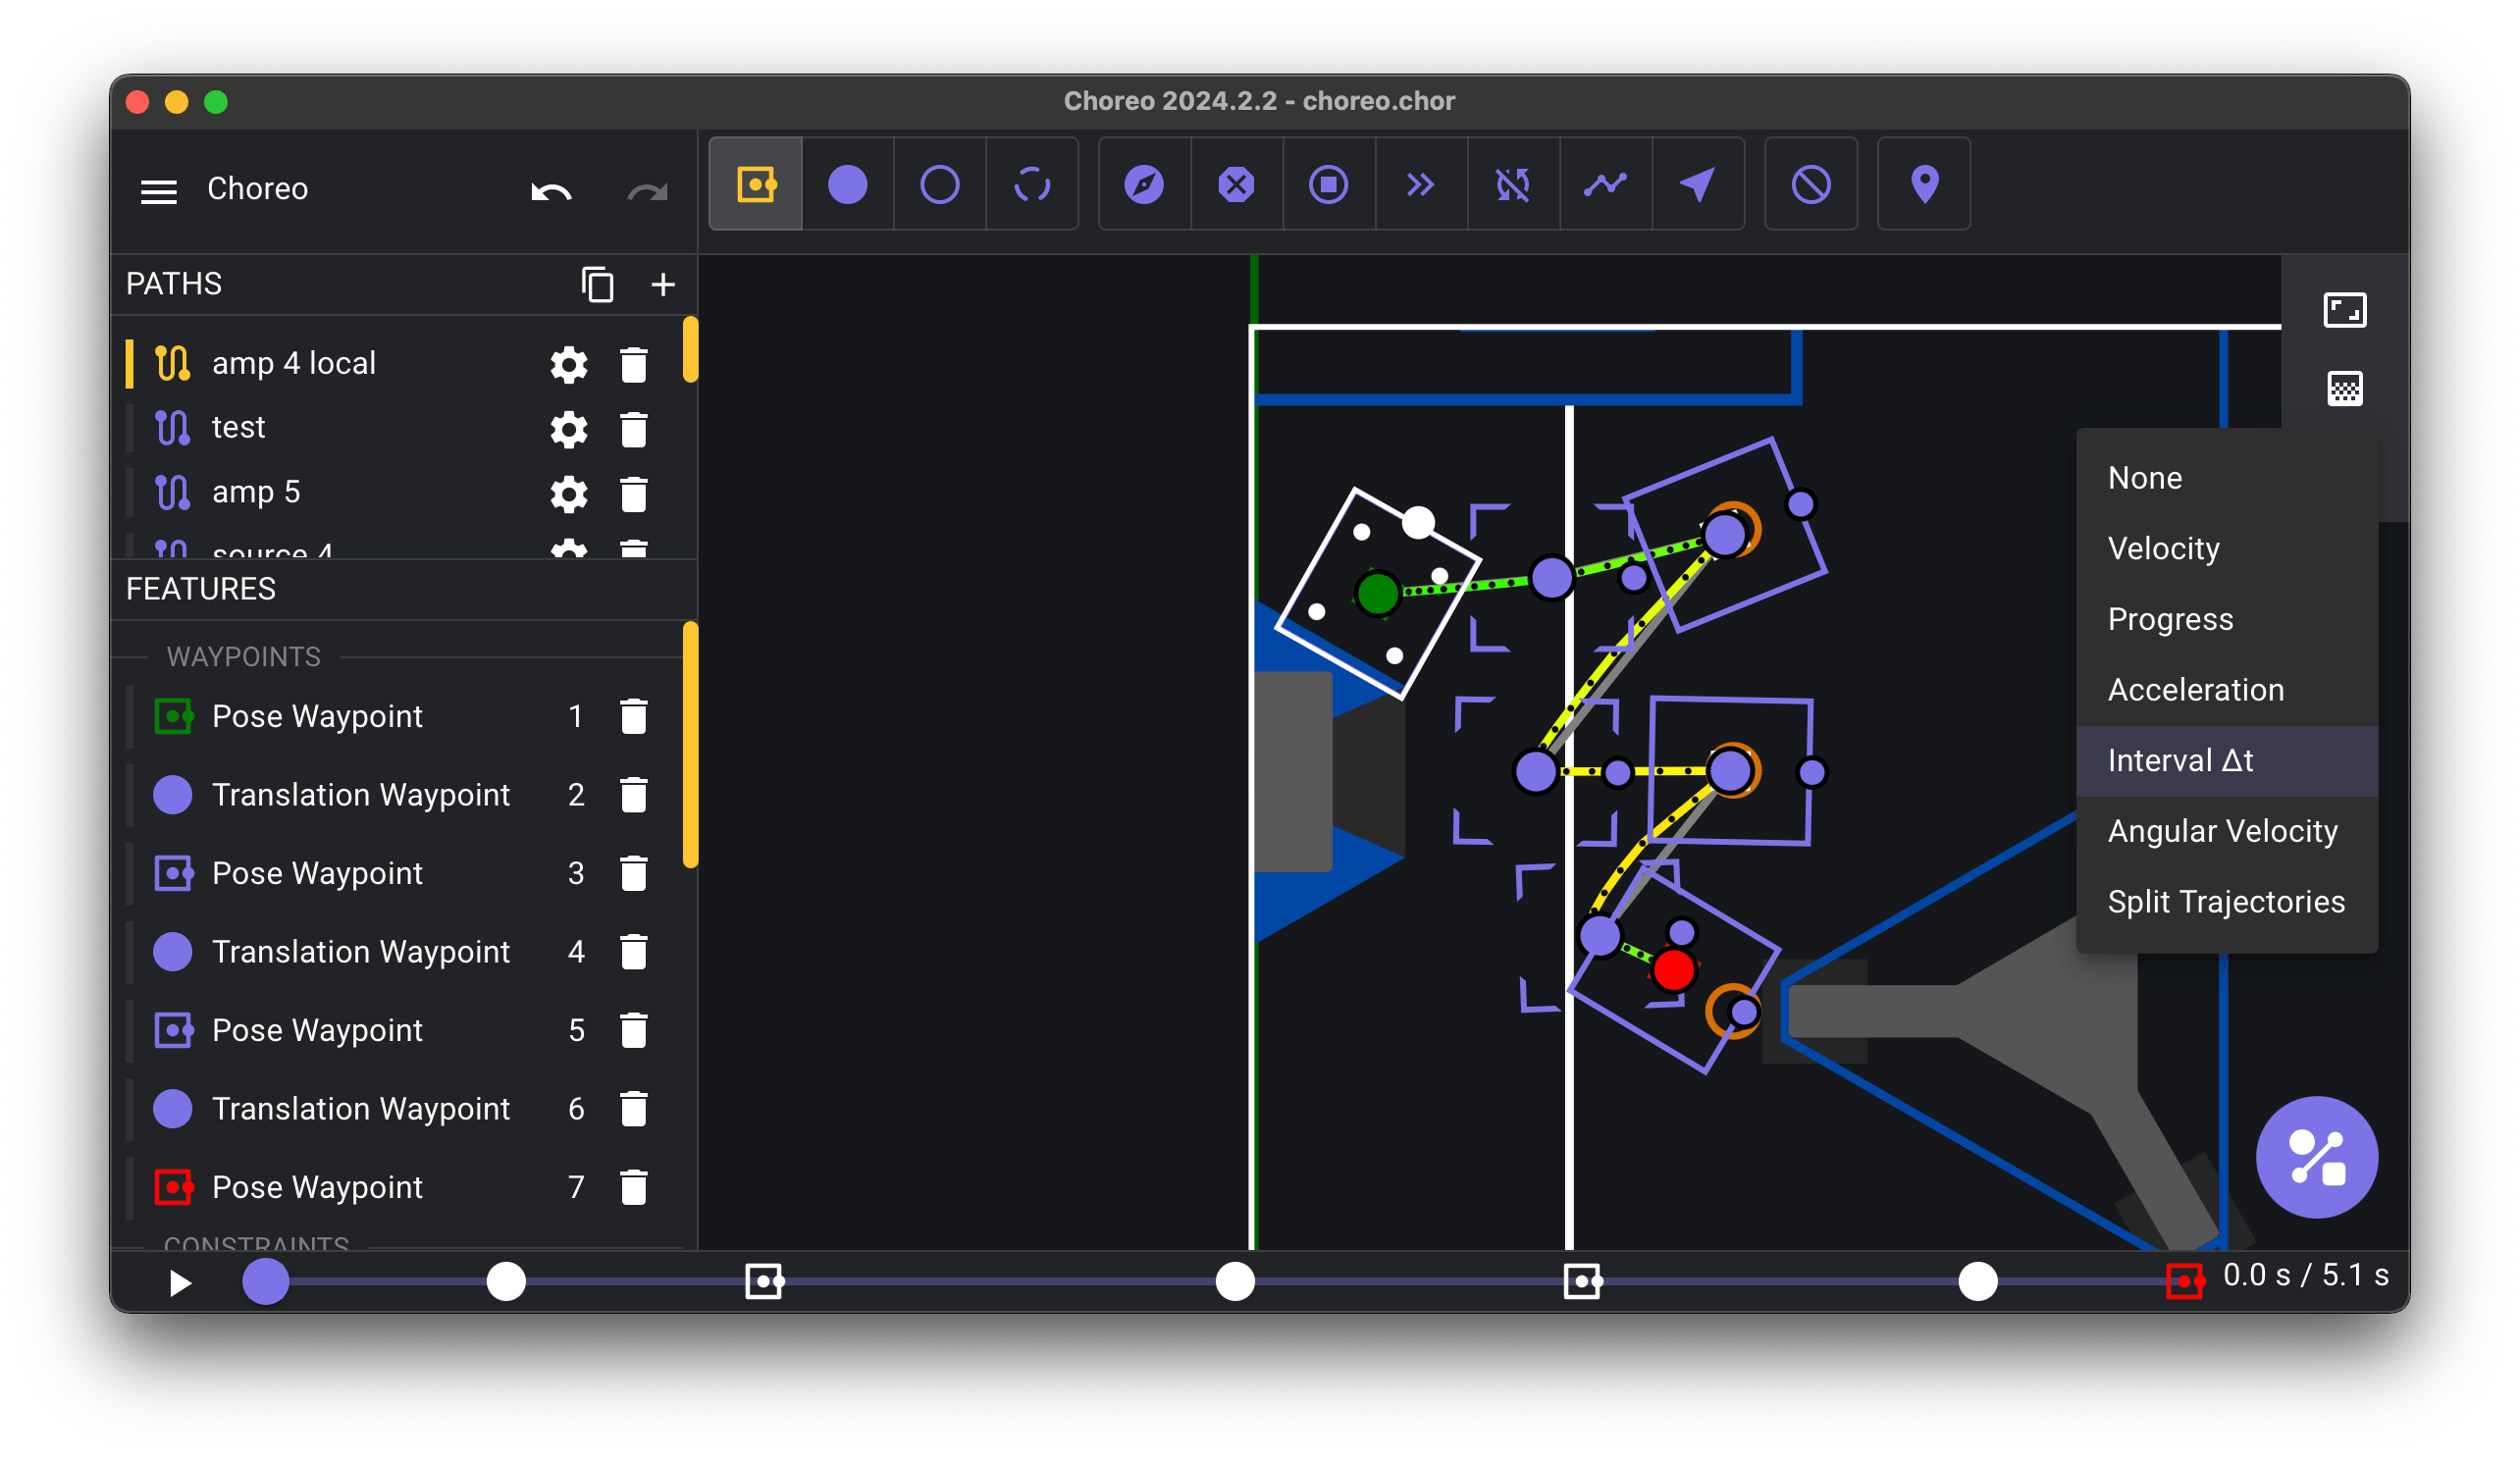 Choreo 2024.2.2 - choreo.chor
Choreo
PATHS
amp 4 local
test
amp 5
source 4
FEATURES
WAYPOINTS
Pose Waypoint 1
Translation Waypoint 2
Pose Waypoint 3
Translation Waypoint 4
Pose Waypoint 5
Translation Waypoint 6
Pose Waypoint 7
CONSTRAINTS
None
Velocity
Progress
Acceleration
Interval Δt
Angular Velocity
Split Trajectories
0.0 s / 5.1 s